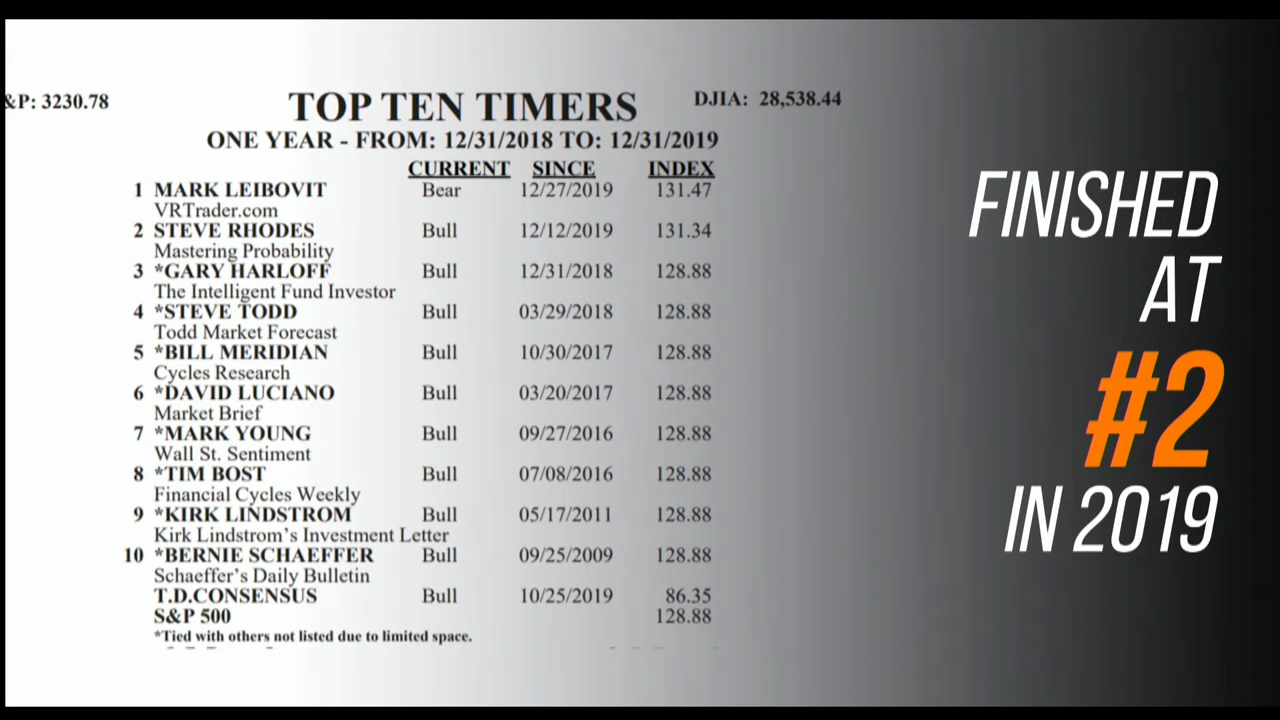 &P: 3230.78
TOP TEN TIMERS
DJIA: 28,538.44
ONE YEAR - FROM: 12/31/2018 TO: 12/31/2019
CURRENT SINCE INDEX
1 MARK LEIBOVIT Bear 12/27/2019 131.47
VRTrader.com
2 STEVE RHODES Bull 12/12/2019 131.34
Mastering Probability
3 *GARY HARLOFF Bull 12/31/2018 128.88
The Intelligent Fund Investor
4 *STEVE TODD Bull 03/29/2018 128.88
Todd Market Forecast
5 *BILL MERIDIAN Bull 10/30/2017 128.88
Cycles Research
6 *DAVID LUCIANO Bull 03/20/2017 128.88
Market Brief
7 *MARK YOUNG Bull 09/27/2016 128.88
Wall St. Sentiment
8 *TIM BOST Bull 07/08/2016 128.88
Financial Cycles Weekly
9 *KIRK LINDSTROM Bull 05/17/2011 128.88
Kirk Lindstrom's Investment Letter
10 *BERNIE SCHAEFFER Bull 09/25/2009 128.88
Schaeffer's Daily Bulletin
T.D.CONSENSUS Bull 10/25/2019 86.35
S&P 500 128.88
*Tied with others not listed due to limited space.
FINISHED
AT
#2
IN 2019